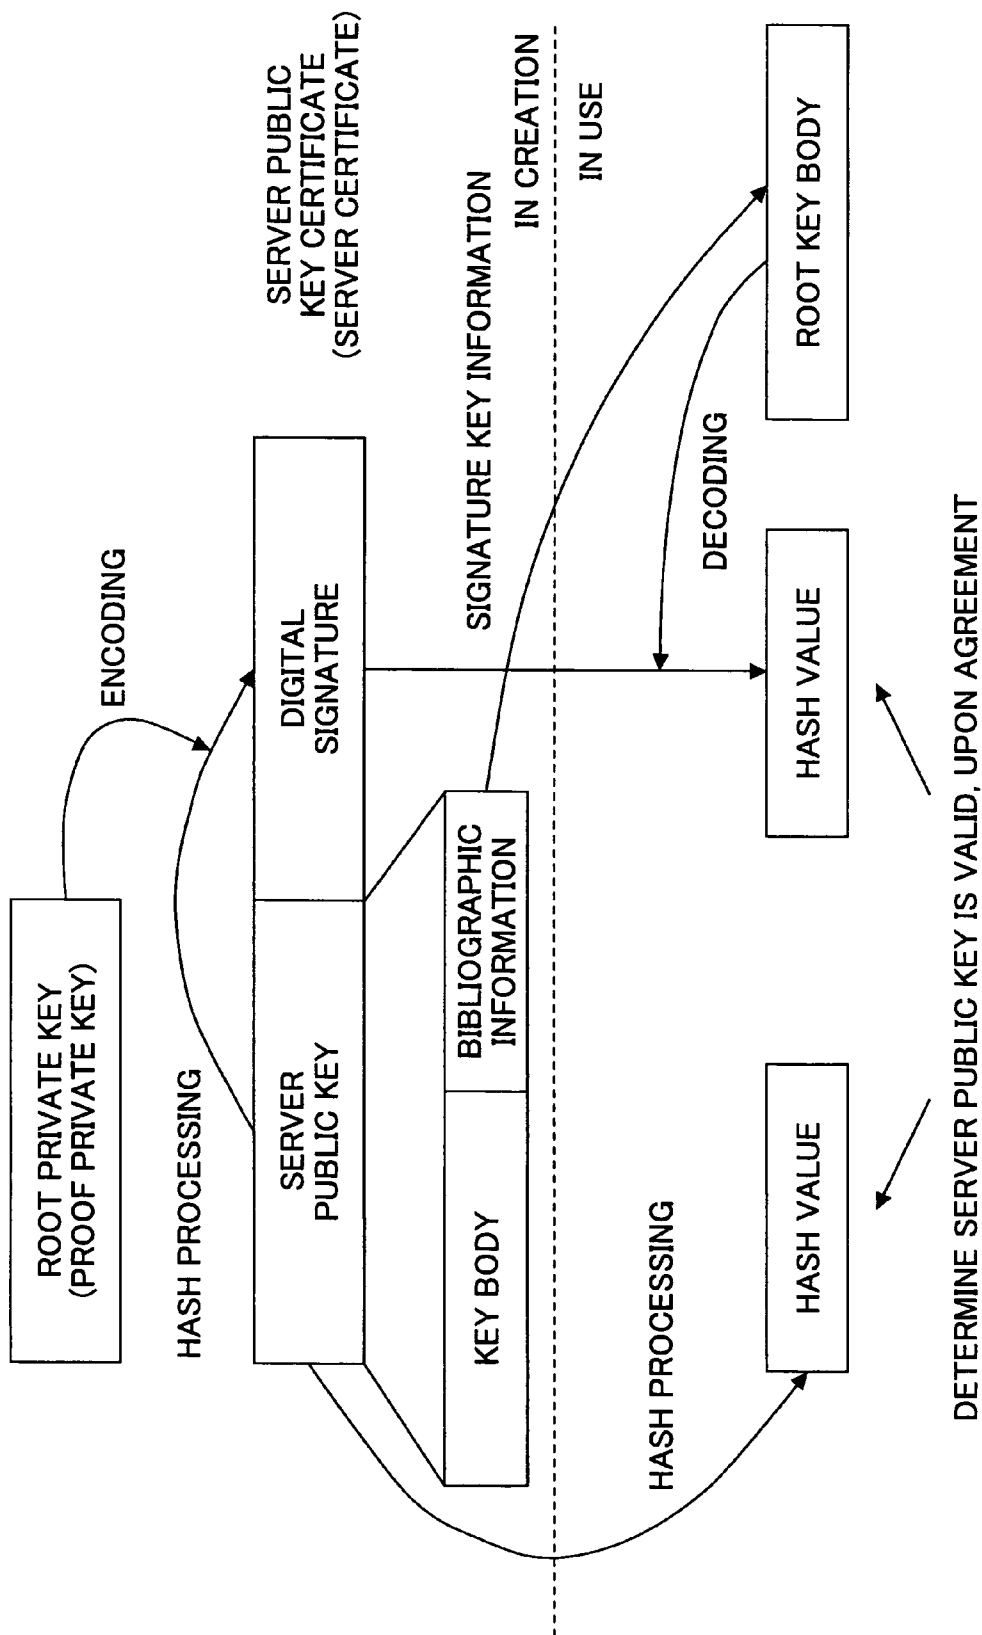 ROOT PRIVATE KEY
(PROOF PRIVATE KEY)
ENCODING
HASH PROCESSING
SERVER
PUBLIC KEY
DIGITAL
SIGNATURE
SERVER PUBLIC
KEY CERTIFICATE
(SERVER CERTIFICATE)
KEY BODY
BIBLIOGRAPHIC
INFORMATION
SIGNATURE KEY INFORMATION
IN CREATION
IN USE
HASH PROCESSING
DECODING
HASH VALUE
HASH VALUE
ROOT KEY BODY
DETERMINE SERVER PUBLIC KEY IS VALID, UPON AGREEMENT